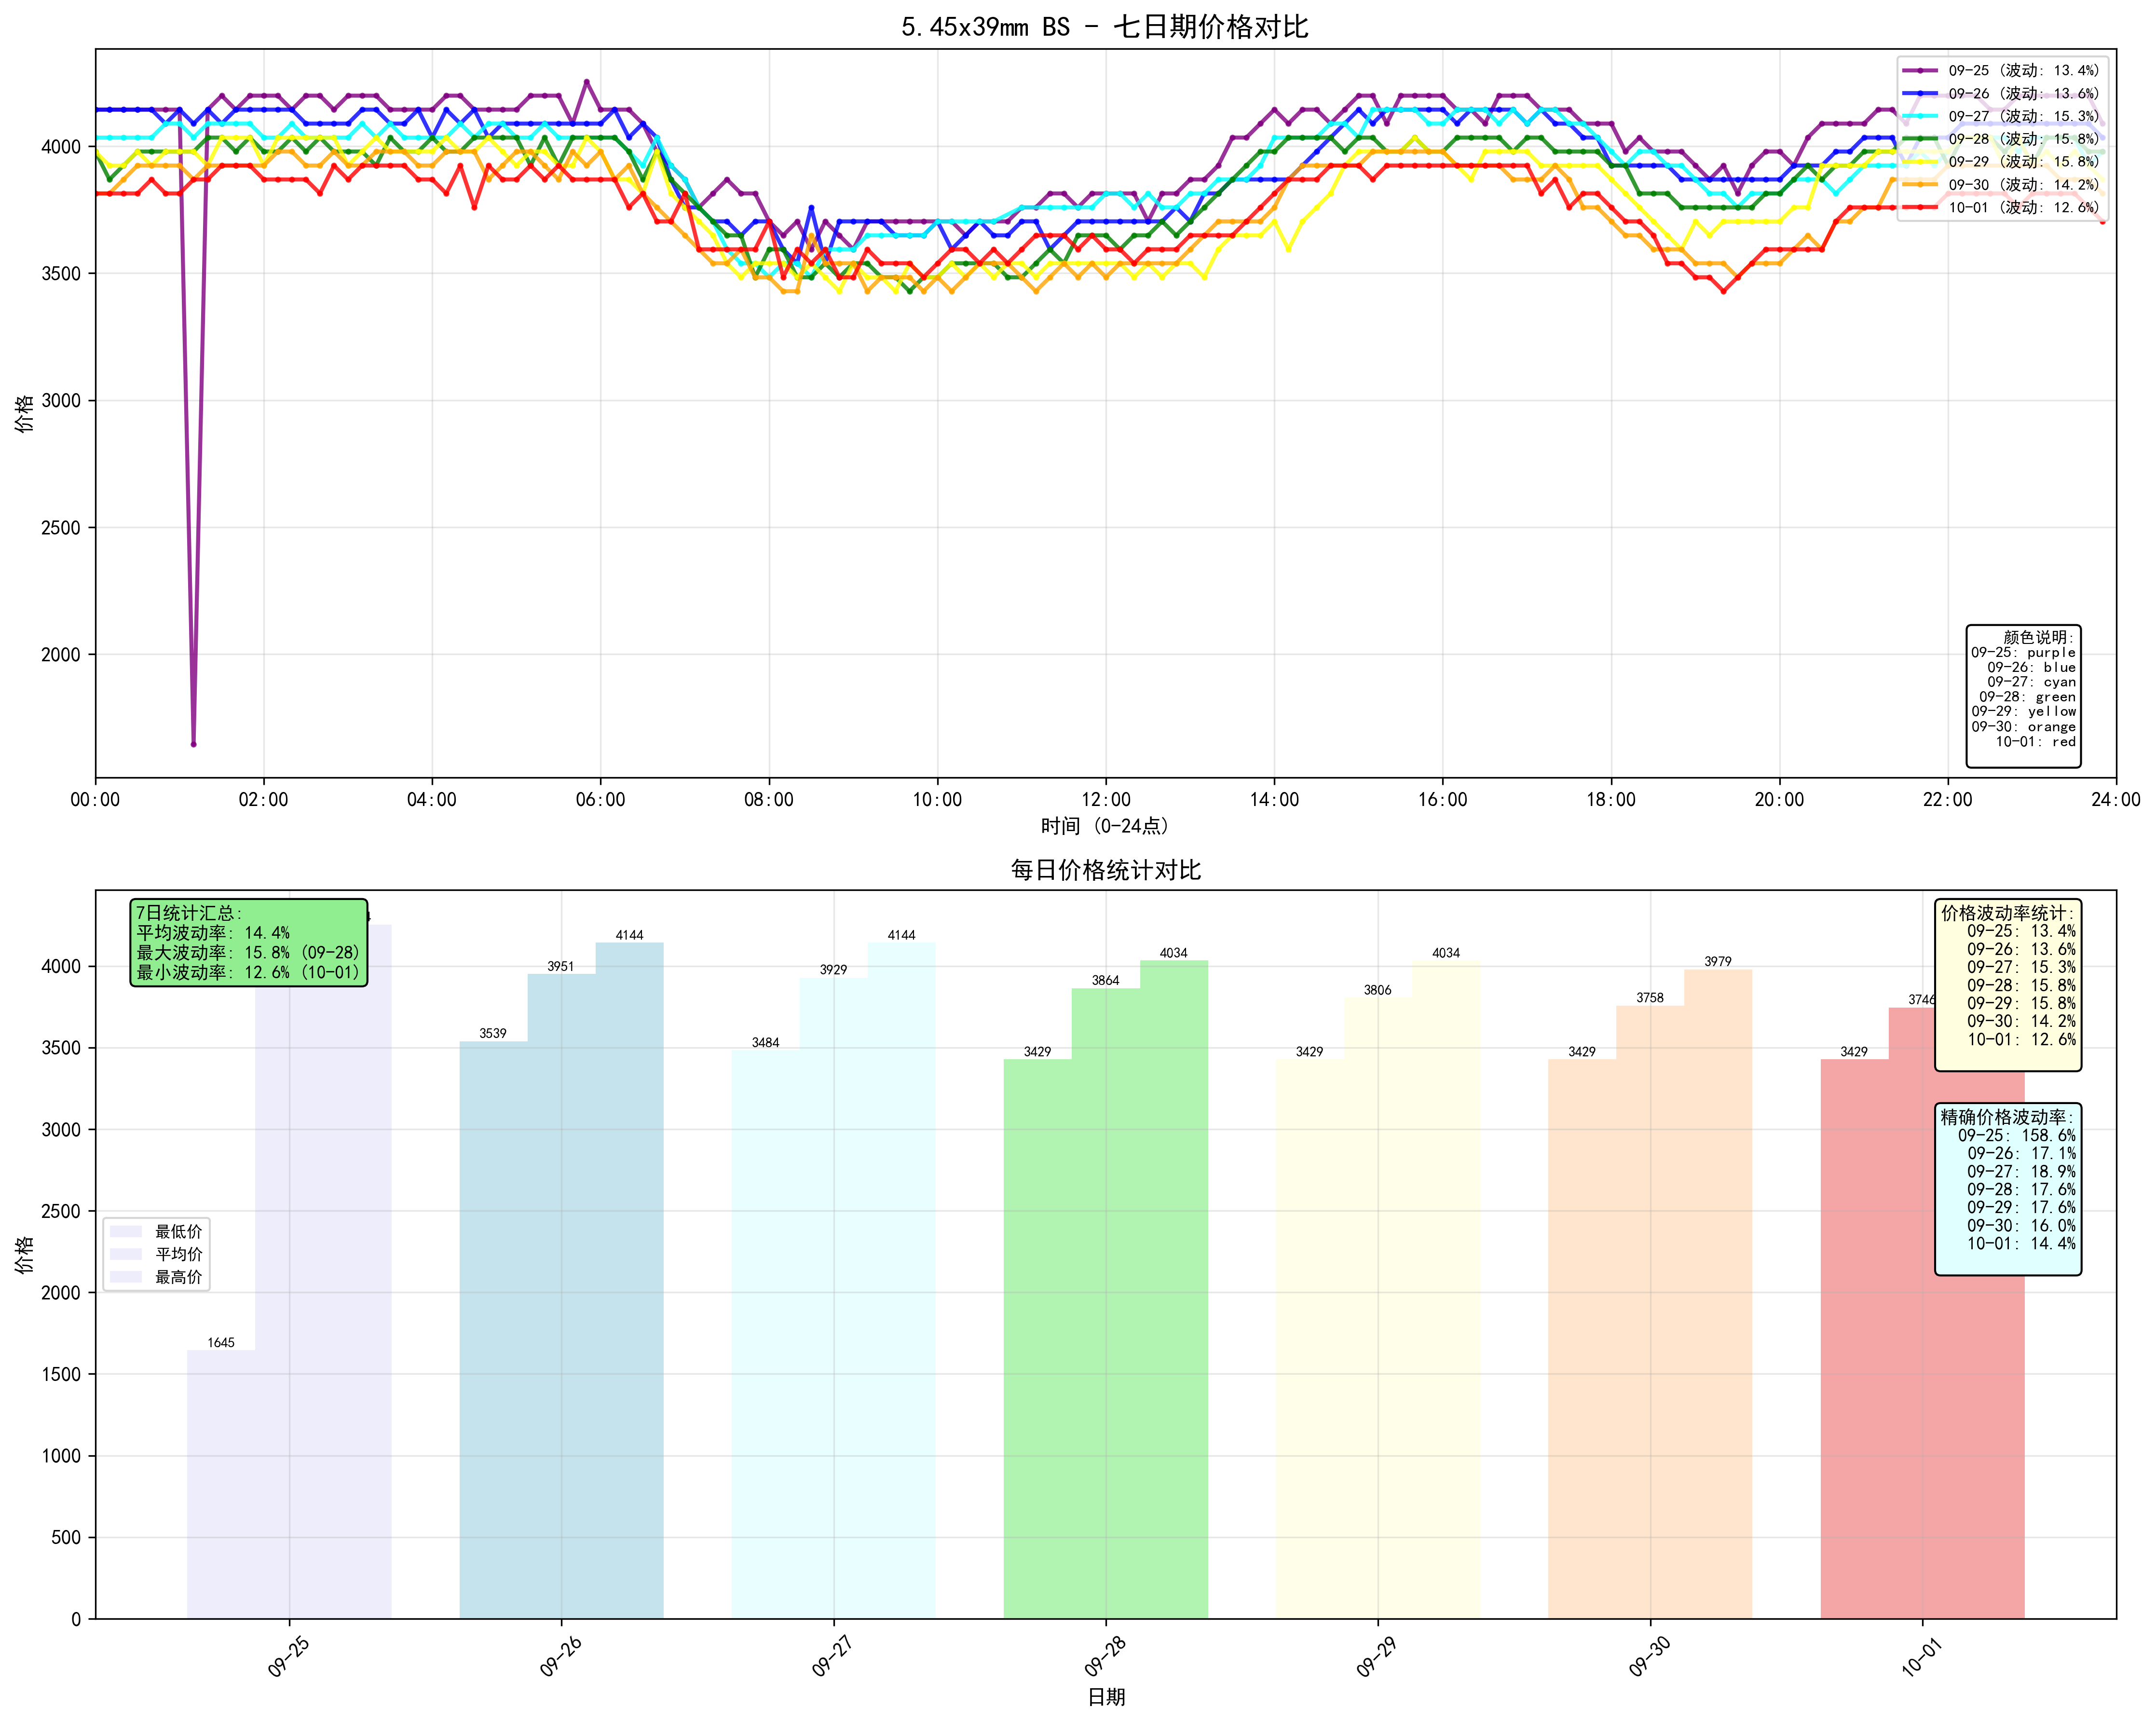 5.45x39mm BS - 七日期价格对比
09-25 (波动: 13.4%)
09-26 (波动: 13.6%)
09-27 (波动: 15.3%)
09-28 (波动: 15.8%)
09-29 (波动: 15.8%)
09-30 (波动: 14.2%)
10-01 (波动: 12.6%)
价格
4000
3500
3000
2500
2000
颜色说明:
09-25: purple
09-26: blue
09-27: cyan
09-28: green
09-29: yellow
09-30: orange
10-01: red
00:00 02:00 04:00 06:00 08:00 10:00 12:00 14:00 16:00 18:00 20:00 22:00 24:00
时间 (0-24点)
每日价格统计对比
7日统计汇总:
平均波动率: 14.4%
最大波动率: 15.8% (09-28)
最小波动率: 12.6% (10-01)
价格波动率统计:
09-25: 13.4%
09-26: 13.6%
09-27: 15.3%
09-28: 15.8%
09-29: 15.8%
09-30: 14.2%
10-01: 12.6%
精确价格波动率:
09-25: 158.6%
09-26: 17.1%
09-27: 18.9%
09-28: 17.6%
09-29: 17.6%
09-30: 16.0%
10-01: 14.4%
价格
4000
3500
3000
2500
2000
1500
1000
500
0
最低价
平均价
最高价
1645
3539 3951 4144
3484 3929 4144
3429 3864 4034
3429 3806 4034
3429 3758 3979
3429 3746
09-25 09-26 09-27 09-28 09-29 09-30 10-01
日期